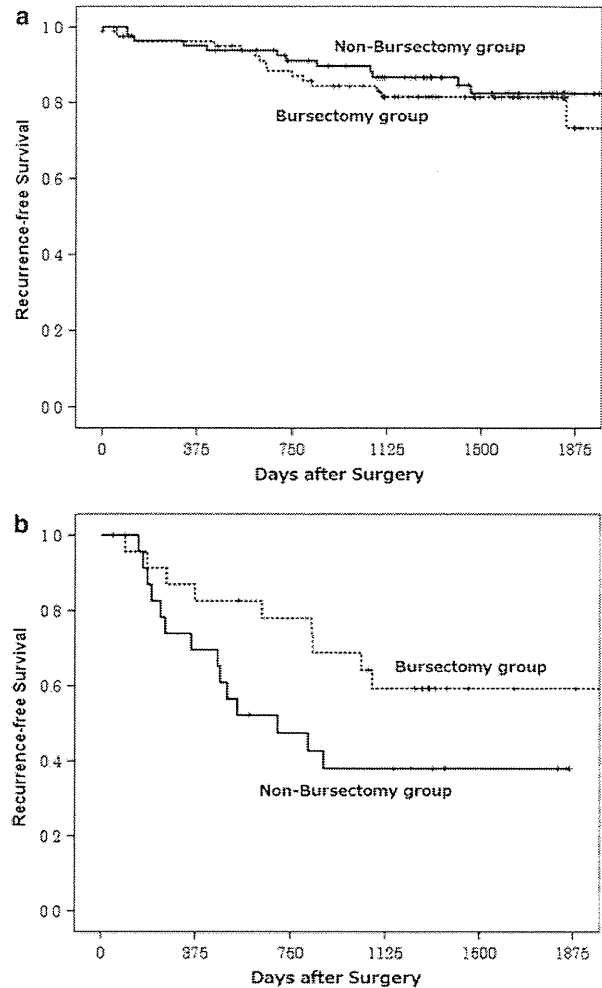 a
1.0
0.8
0.6
0.4
0.2
0.0
Recurrence-free Survival
Non-Bursectomy group
Bursectomy group
0 375 750 1125 1500 1875
Days after Surgery
b
1.0
0.8
0.6
0.4
0.2
0.0
Recurrence-free Survival
Bursectomy group
Non-Bursectomy group
0 375 750 1125 1500 1875
Days after Surgery